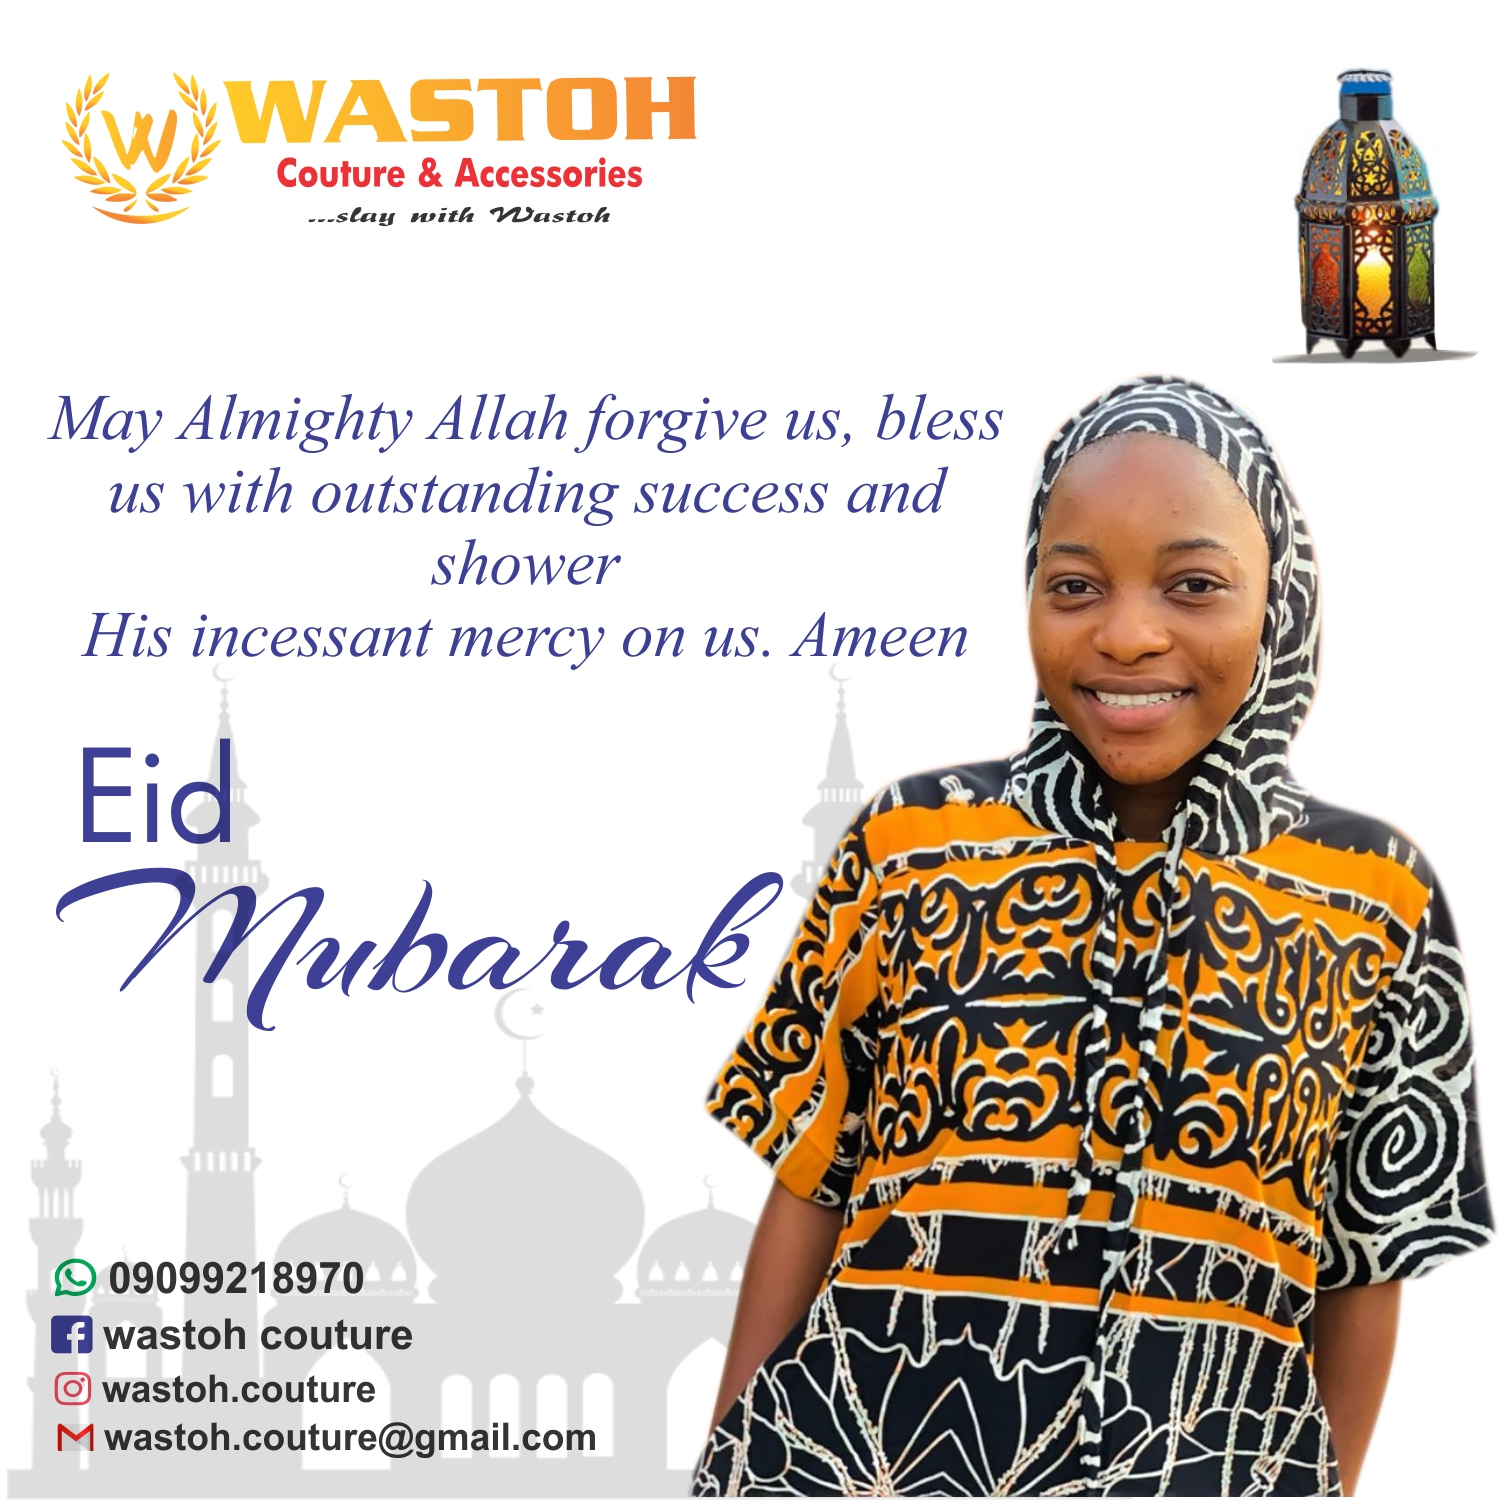 W
WASTOH
Couture & Accessories
...slay with Wastoh
May Almighty Allah forgive us, bless
us with outstanding success and
shower
His incessant mercy on us. Ameen
Eid
Mubarak
09099218970
wastoh couture
wastoh.couture
wastoh.couture@gmail.com